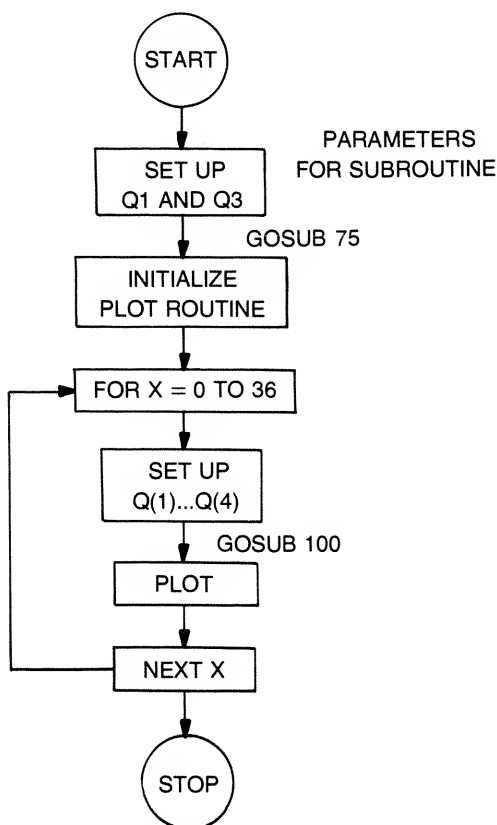 START
PARAMETERS
FOR SUBROUTINE
SET UP
Q1 AND Q3
GOSUB 75
INITIALIZE
PLOT ROUTINE
FOR X = 0 TO 36
SET UP
Q(1)...Q(4)
GOSUB 100
PLOT
NEXT X
STOP